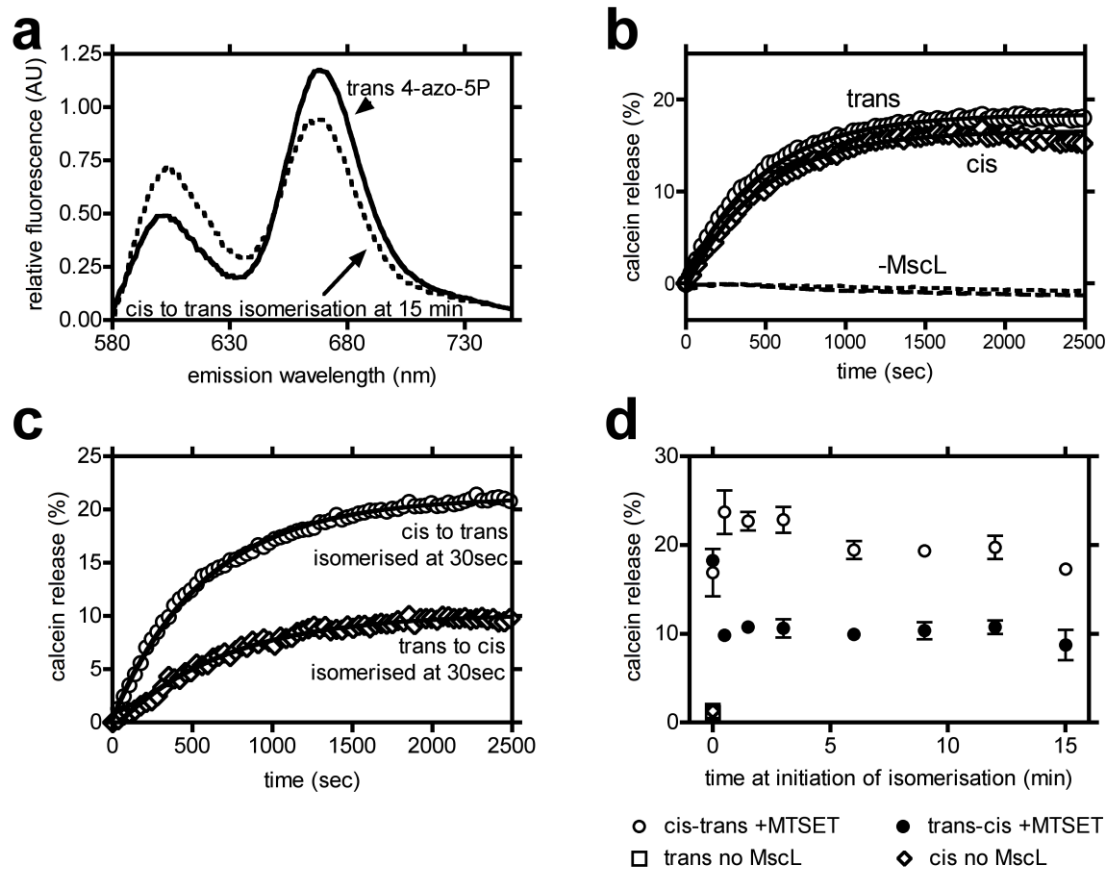 a
1.25
1.00
0.75
0.50
0.25
0.00
relative fluorescence (AU)
trans 4-azo-5P
cis to trans isomerisation at 15 min
580
630
680
730
emission wavelength (nm)
b
20
10
0
calcein release (%)
trans
cis
-MscL
0
500
1000
1500
2000
2500
time (sec)
c
25
20
15
10
5
0
calcein release (%)
cis to trans
isomerised at 30sec
trans to cis
isomerised at 30sec
0
500
1000
1500
2000
2500
time (sec)
d
30
20
10
0
calcein release (%)
0
5
10
15
time at initiation of isomerisation (min)
cis-trans +MTSET
trans-cis +MTSET
trans no MscL
cis no MscL